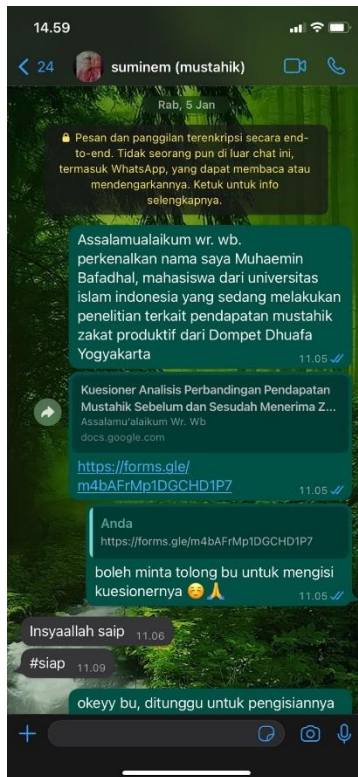 14.59
24
suminem (mustahik)
Rab, 5 Jan
Pesan dan panggilan terenkripsi secara end-
to-end. Tidak seorang pun di luar chat ini,
termasuk WhatsApp, yang dapat membaca atau
mendengarkannya. Ketuk untuk info
selengkapnya.
Assalamualaikum wr. wb.
perkenalkan nama saya Muhaemin
Bafadhal, mahasiswa dari universitas
islam indonesia yang sedang melakukan
penelitian terkait pendapatan mustahik
zakat produktif dari Dompet Dhuafa
Yogyakarta
11.05
Kuesioner Analisis Perbandingan Pendapatan
Mustahik Sebelum dan Sesudah Menerima Z...
Assalamu'alaikum Wr. Wb
docs.google.com
https://forms.gle/
m4bAFrMp1DGCHD1P7
11.05
Anda
https://forms.gle/m4bAFrMp1DGCHD1P7
boleh minta tolong bu untuk mengisi
kuesionernya ☺️🙏
11.05
Insyaallah saip 11.06
#siap 11.09
okeyy bu, ditunggu untuk pengisiannya